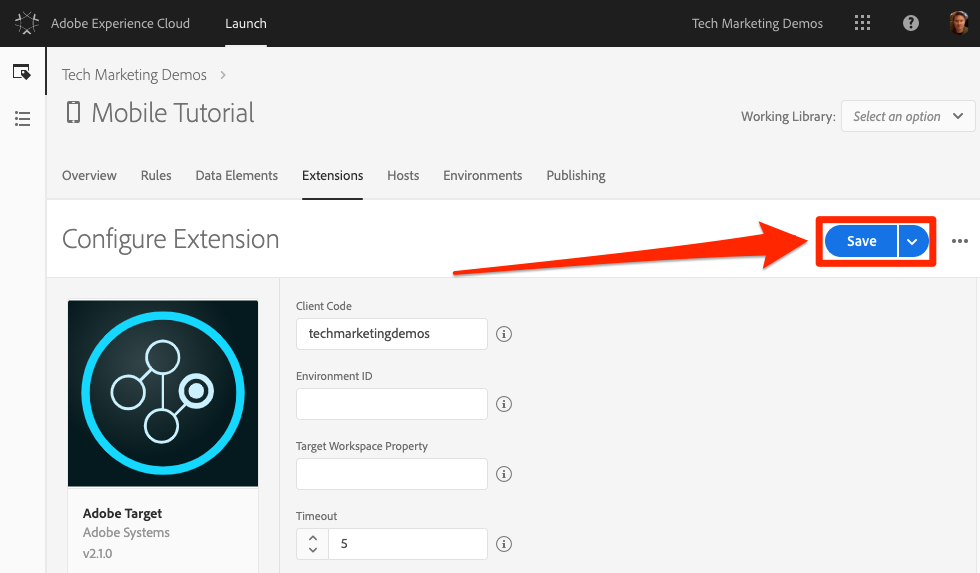 Adobe Experience Cloud Launch Tech Marketing Demos
Tech Marketing Demos
Mobile Tutorial
Working Library: Select an option
Overview Rules Data Elements Extensions Hosts Environments Publishing
Configure Extension
Save
Client Code
techmarketingdemos
Environment ID
Target Workspace Property
Timeout
5
Adobe Target
Adobe Systems
v2.1.0